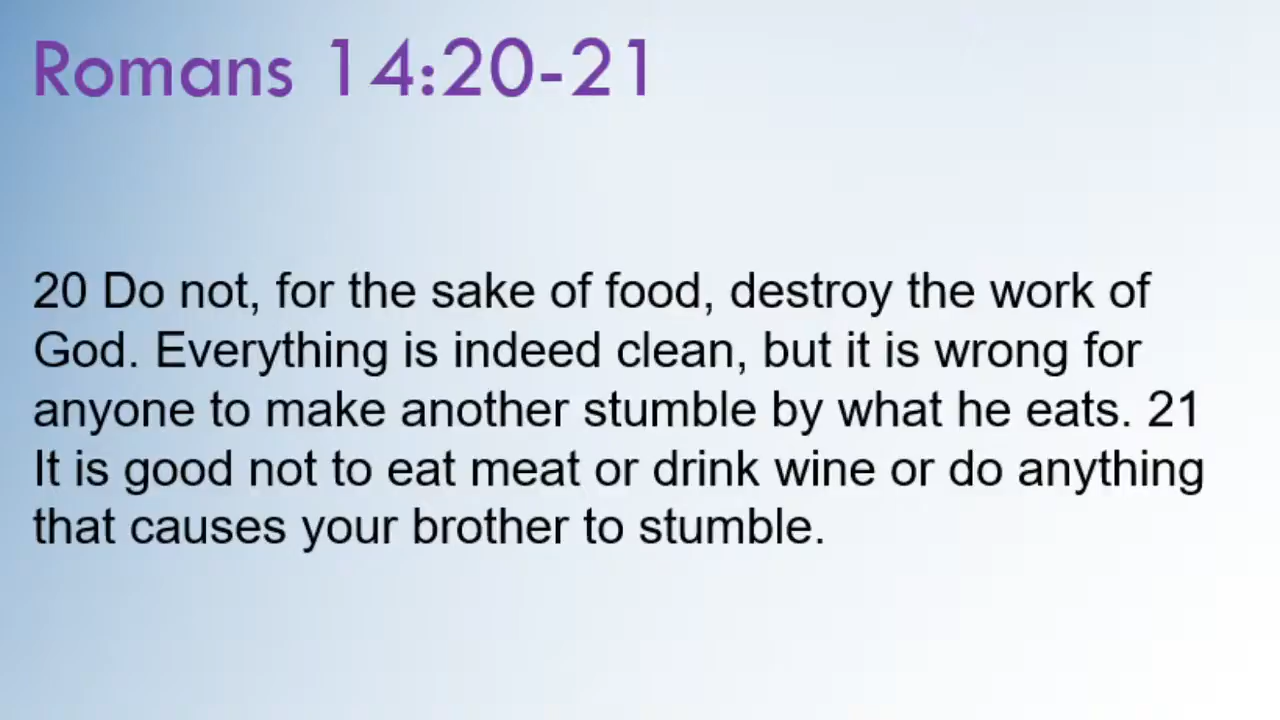 Romans 14:20-21
20 Do not, for the sake of food, destroy the work of
God. Everything is indeed clean, but it is wrong for
anyone to make another stumble by what he eats. 21
It is good not to eat meat or drink wine or do anything
that causes your brother to stumble.